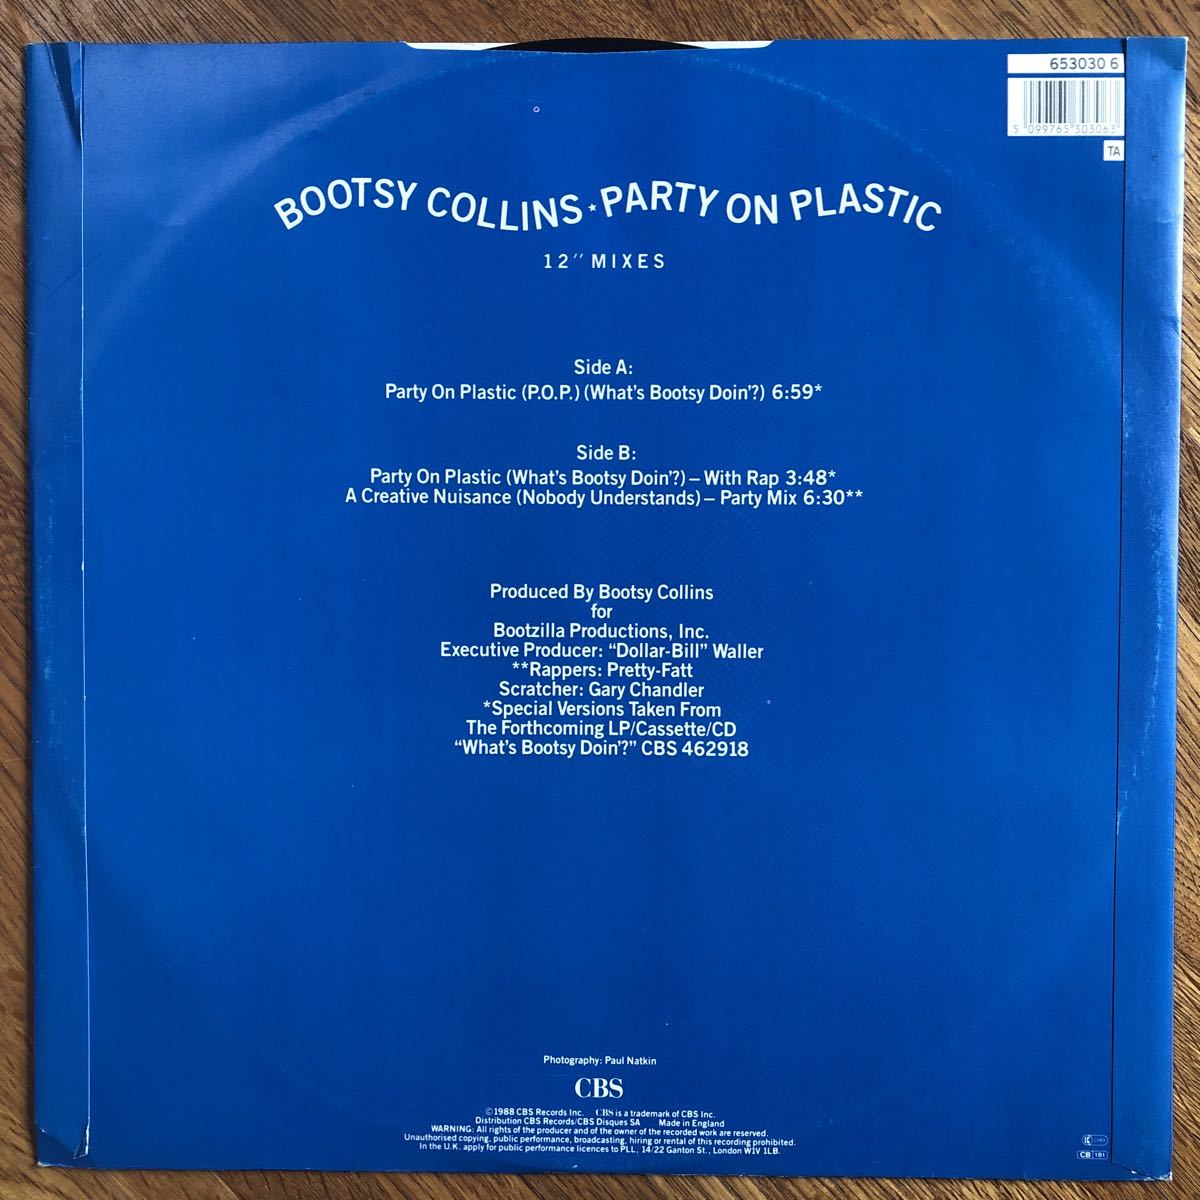 653030 6
5 099765 303063
TA
BOOTSY COLLINS ★ PARTY ON PLASTIC
12" MIXES
Side A:
Party On Plastic (P.O.P.) (What's Bootsy Doin'?) 6:59*
Side B:
Party On Plastic (What's Bootsy Doin'?) – With Rap 3:48*
A Creative Nuisance (Nobody Understands) – Party Mix 6:30**
Produced By Bootsy Collins
for
Bootzilla Productions, Inc.
Executive Producer: "Dollar-Bill" Waller
**Rappers: Pretty-Fatt
Scratcher: Gary Chandler
*Special Versions Taken From
The Forthcoming LP/Cassette/CD
"What's Bootsy Doin'?" CBS 462918
Photography: Paul Natkin
CBS
©1988 CBS Records Inc. CBS is a trademark of CBS Inc.
Distribution CBS Records/CBS Disques SA Made in England
WARNING: All rights of the producer and of the owner of the recorded work are reserved.
Unauthorised copying, public performance, broadcasting, hiring or rental of this recording prohibited.
In the U.K. apply for public performance licences to PLL, 14/22 Ganton St., London W1V 1LB.
CB 181